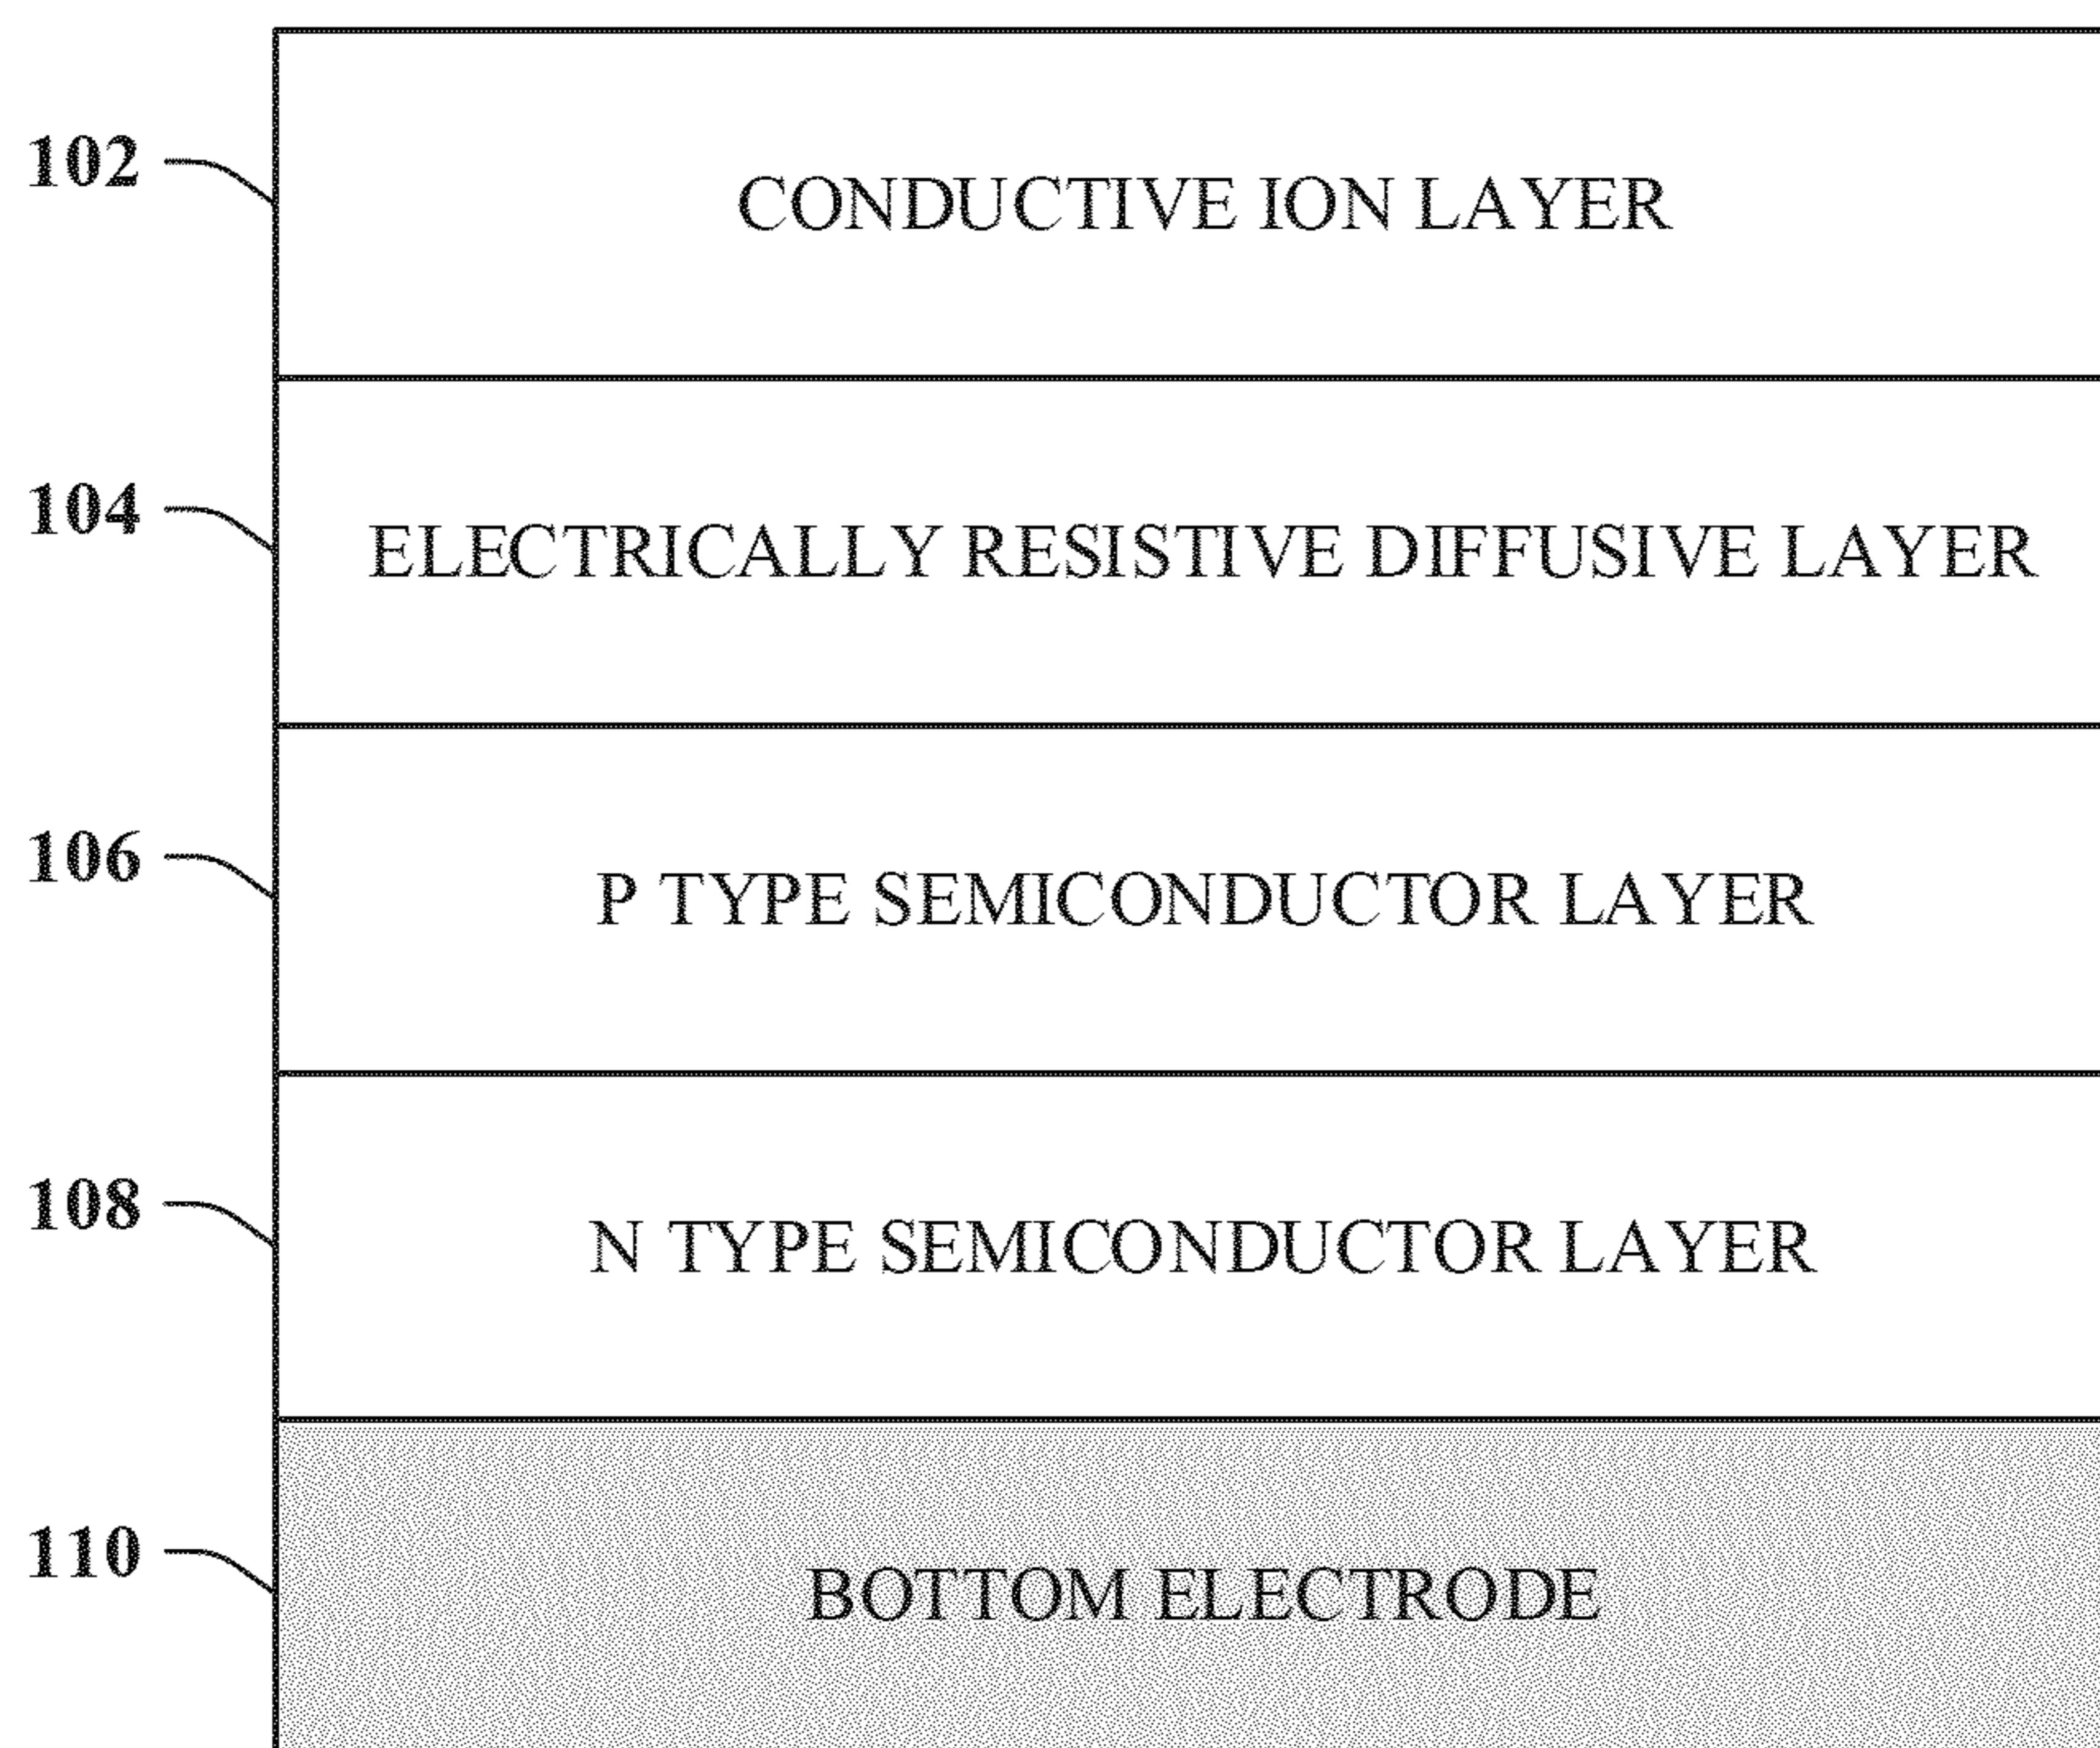 102 CONDUCTIVE ION LAYER
104 ELECTRICALLY RESISTIVE DIFFUSIVE LAYER
106 P TYPE SEMICONDUCTOR LAYER
108 N TYPE SEMICONDUCTOR LAYER
110 BOTTOM ELECTRODE